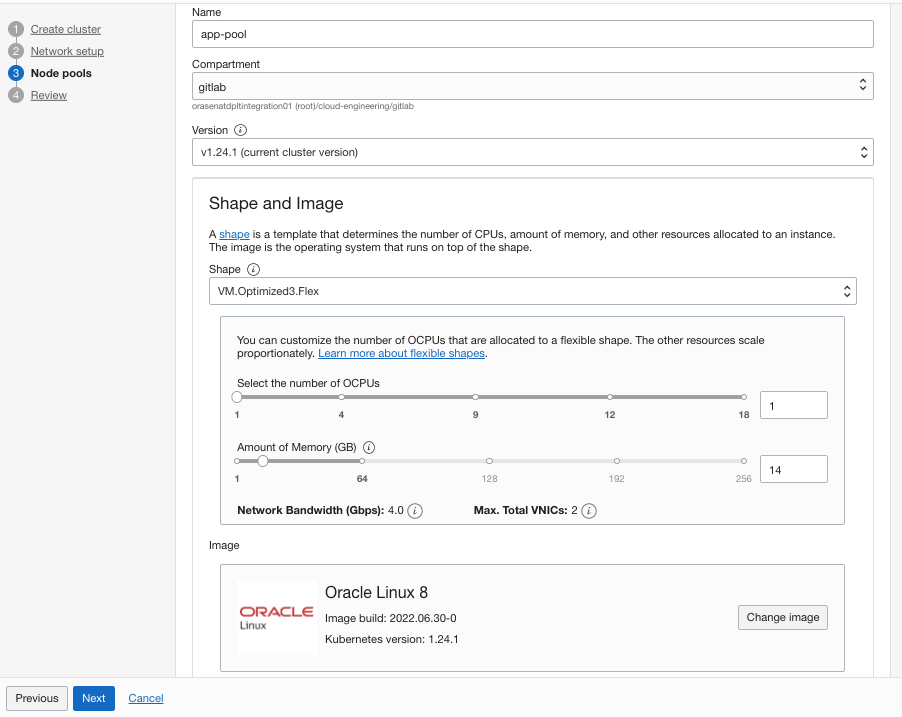 1 Create cluster
2 Network setup
3 Node pools
4 Review
Name
app-pool
Compartment
gitlab
orasenatdpltintegration01 (root)/cloud-engineering/gitlab
Version i
v1.24.1 (current cluster version)
Shape and Image
A shape is a template that determines the number of CPUs, amount of memory, and other resources allocated to an instance.
The image is the operating system that runs on top of the shape.
Shape i
VM.Optimized3.Flex
You can customize the number of OCPUs that are allocated to a flexible shape. The other resources scale
proportionately. Learn more about flexible shapes.
Select the number of OCPUs
1 4 9 12 18 1
Amount of Memory (GB) i
1 64 128 192 256 14
Network Bandwidth (Gbps): 4.0 i Max. Total VNICs: 2 i
Image
ORACLE
Linux
Oracle Linux 8
Image build: 2022.06.30-0
Kubernetes version: 1.24.1
Change image
Previous Next Cancel